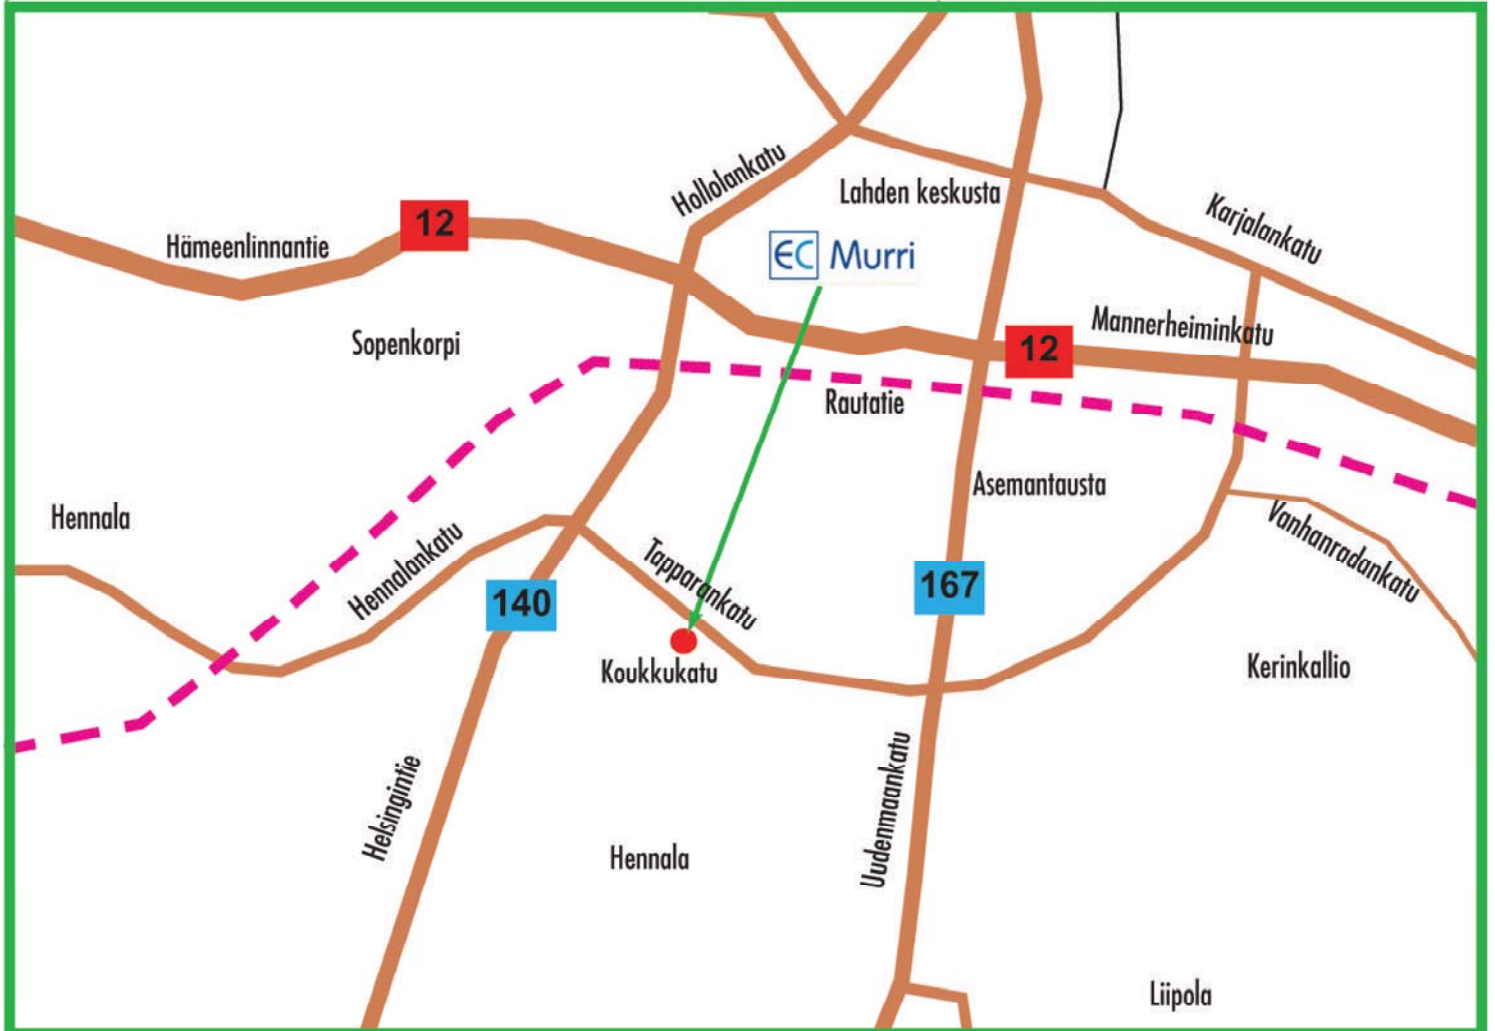 Hollolankatu
Lahden keskusta
Karjalankatu
12
Hämeenlinnantie
EC Murri
Mannerheiminkatu
12
Sopenkorpi
Rautatie
Asemantausta
Hennala
Vanhanradankatu
Hennalankatu
Tapparankatu
167
140
Koukkukatu
Kerinkallio
Helsingintie
Uudenmaankatu
Hennala
Liipola